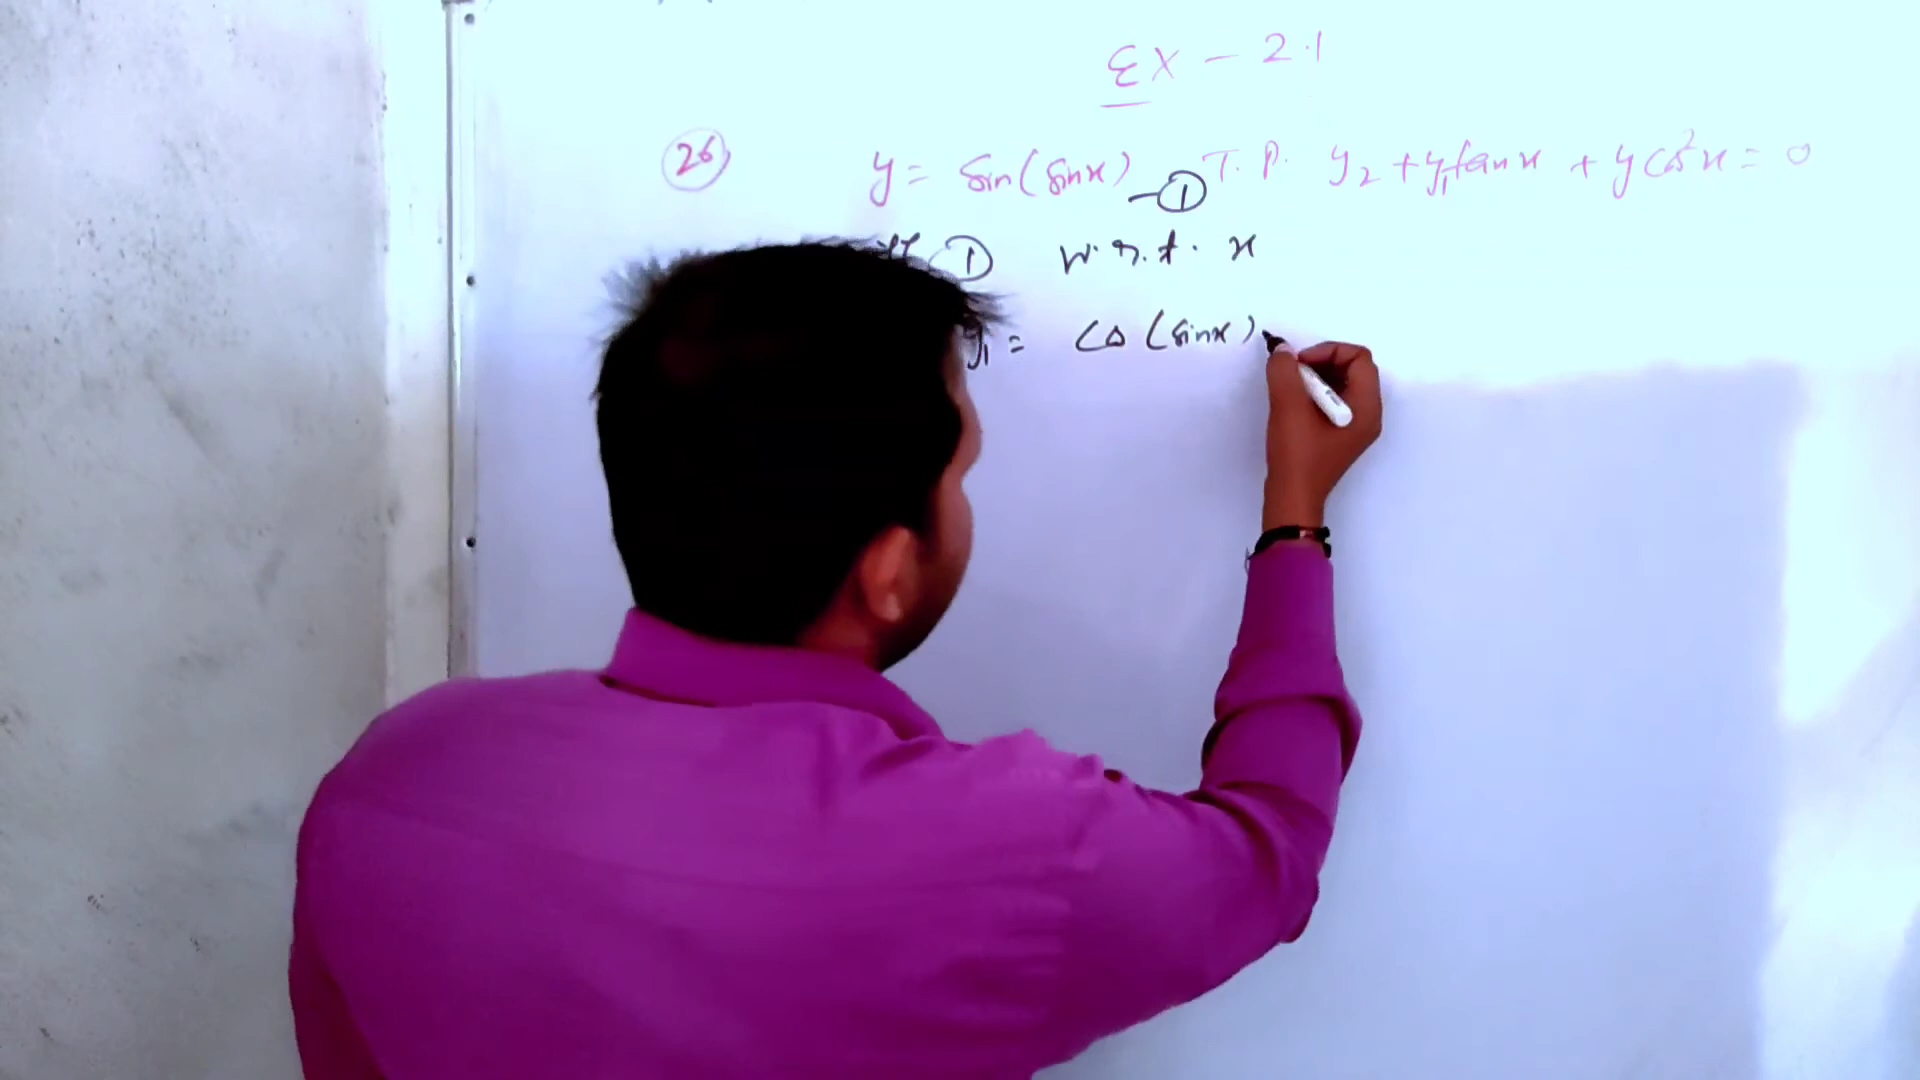 Ex - 2.1
26 y = sin(sinx) -① T.P. y₂ + y₁tanx + ycos²x = 0
① w.r.t. x
y₁ = cos(sinx)